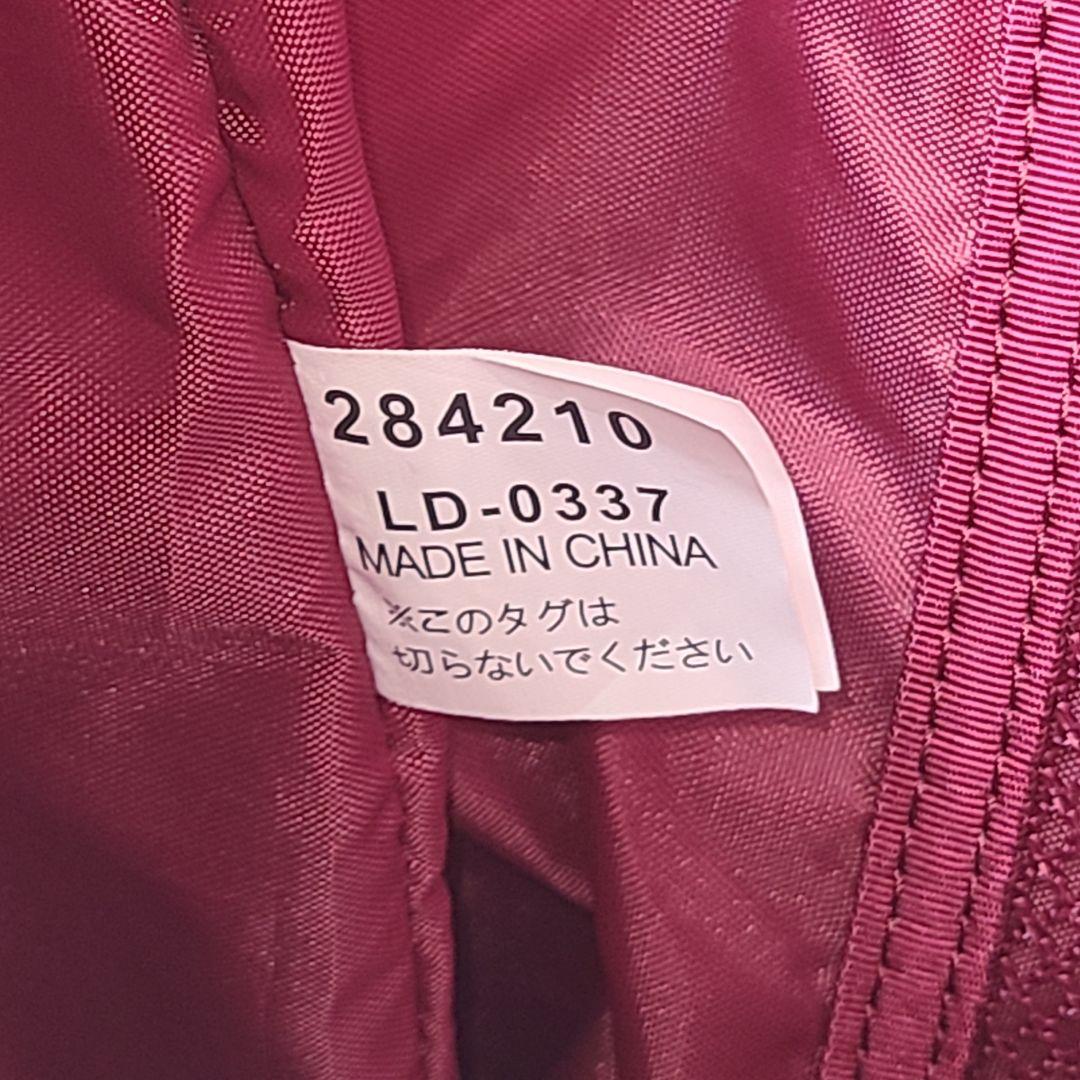 284210
LD-0337
MADE IN CHINA
※このタグは
切らないでください